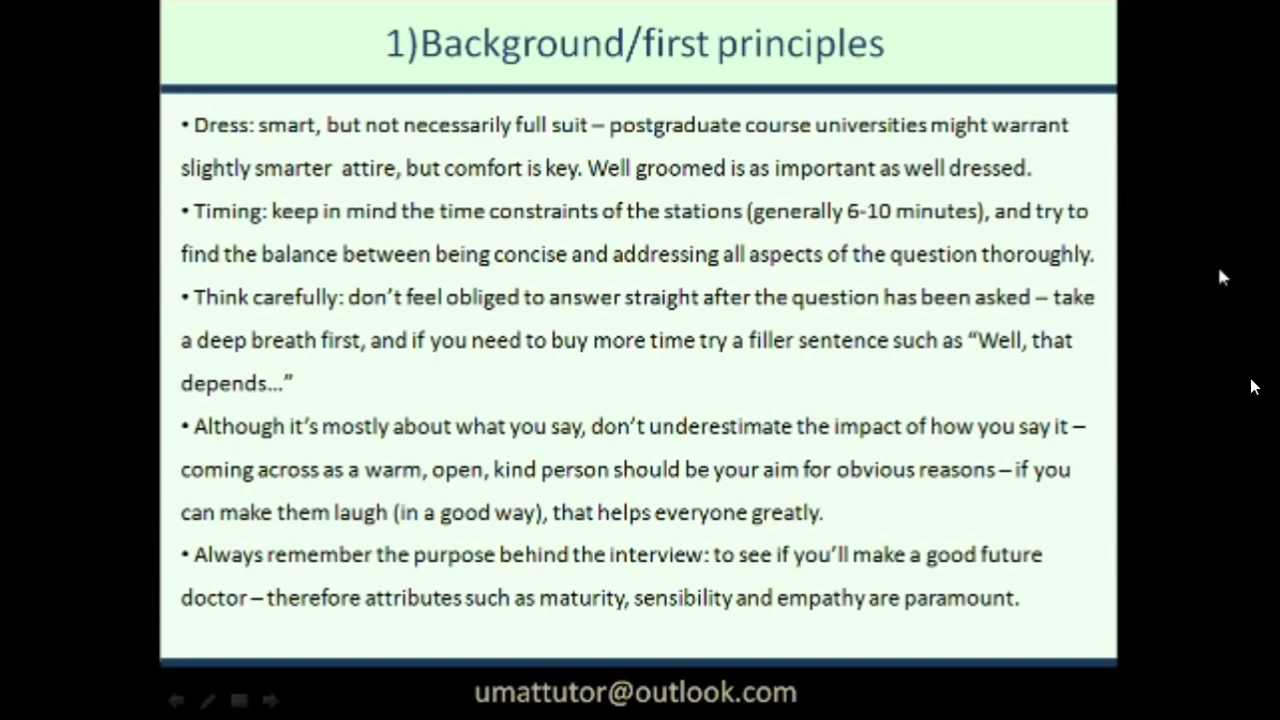 1)Background/first principles
• Dress: smart, but not necessarily full suit – postgraduate course universities might warrant
slightly smarter  attire, but comfort is key. Well groomed is as important as well dressed.
• Timing: keep in mind the time constraints of the stations (generally 6-10 minutes), and try to
find the balance between being concise and addressing all aspects of the question thoroughly.
• Think carefully: don’t feel obliged to answer straight after the question has been asked – take
a deep breath first, and if you need to buy more time try a filler sentence such as “Well, that
depends...”
• Although it’s mostly about what you say, don’t underestimate the impact of how you say it –
coming across as a warm, open, kind person should be your aim for obvious reasons – if you
can make them laugh (in a good way), that helps everyone greatly.
• Always remember the purpose behind the interview: to see if you’ll make a good future
doctor – therefore attributes such as maturity, sensibility and empathy are paramount.
umattutor@outlook.com